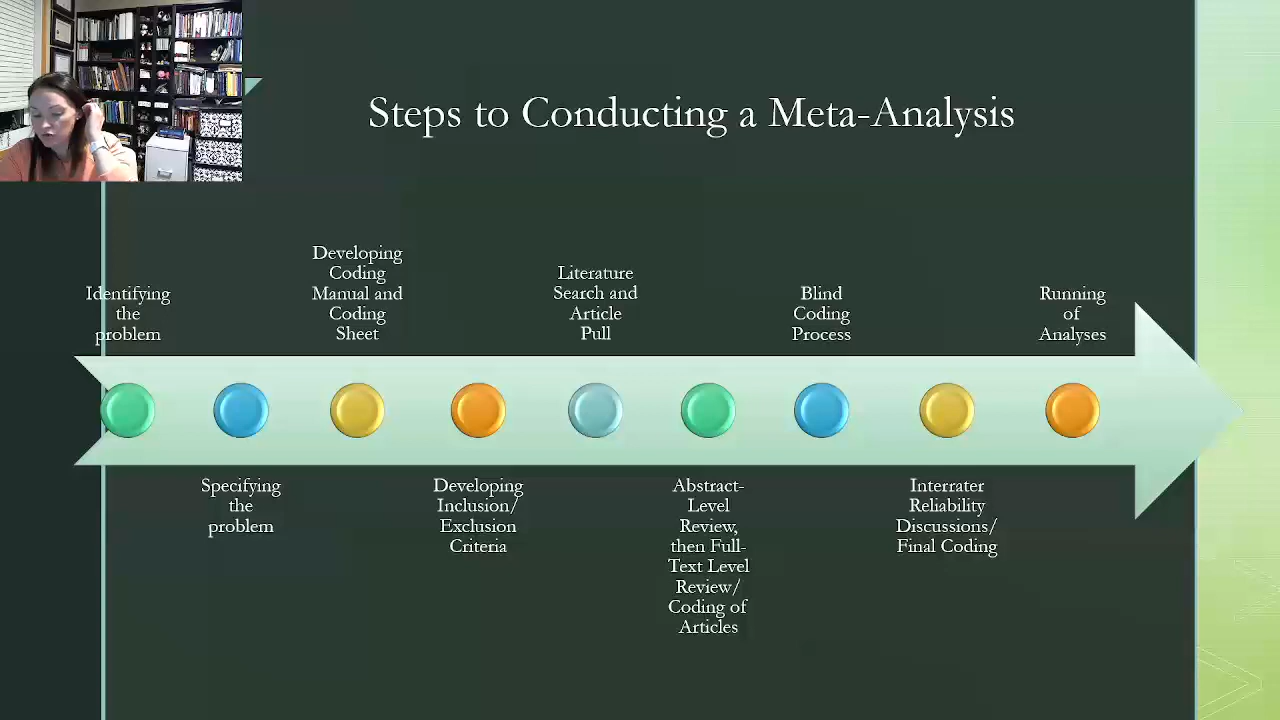 Steps to Conducting a Meta-Analysis
Identifying
the
problem
Specifying
the
problem
Developing
Coding
Manual and
Coding
Sheet
Developing
Inclusion/
Exclusion
Criteria
Literature
Search and
Article
Pull
Abstract-
Level
Review,
then Full-
Text Level
Review/
Coding of
Articles
Blind
Coding
Process
Interrater
Reliability
Discussions/
Final Coding
Running
of
Analyses